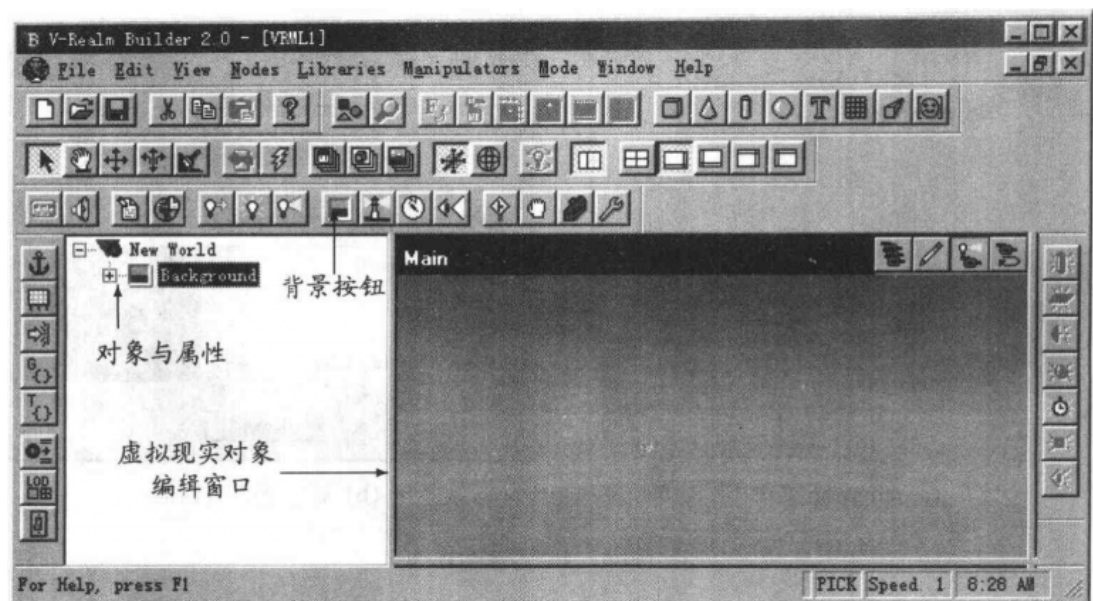 B V-Realm Builder 2.0 - [VRML1]
File Edit View Nodes Libraries Manipulators Mode Window Help
New World
Background
背景按钮
对象与属性
虚拟现实对象
编辑窗口
Main
G
T
LOD
For Help, press F1
PICK Speed 1 8:28 AM